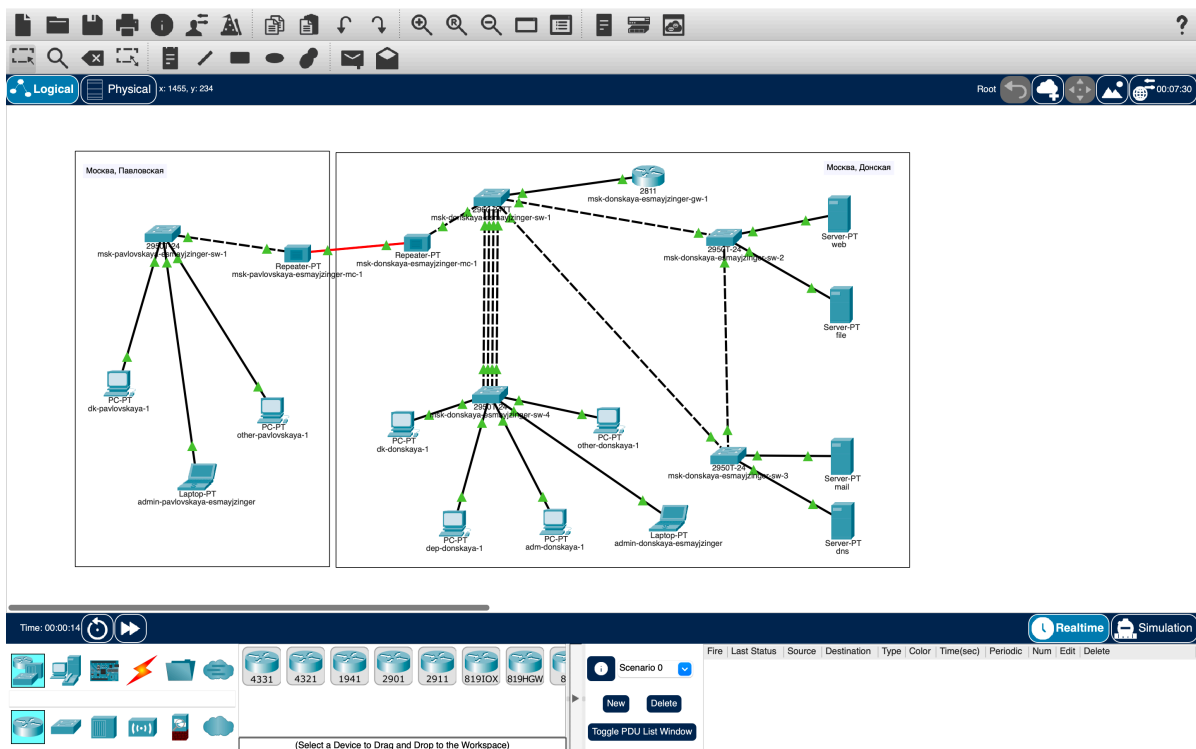 Logical
Physical
x: 1455, y: 234
Root
00:07:30
Москва, Павловская
Москва, Донская
2811
msk-donskaya-esmayjzinger-gw-1
msk-donskaya-esmayjzinger-sw-1
Server-PT
web
2950T-24
msk-pavlovskaya-esmayjzinger-sw-1
2950T-24
msk-donskaya-esmayjzinger-sw-2
Repeater-PT
msk-donskaya-esmayjzinger-mc-1
Repeater-PT
msk-pavlovskaya-esmayjzinger-mc-1
Server-PT
file
PC-PT
dk-pavlovskaya-1
2950T-24
msk-donskaya-esmayjzinger-sw-4
PC-PT
other-pavlovskaya-1
PC-PT
dk-donskaya-1
PC-PT
other-donskaya-1
2950T-24
msk-donskaya-esmayjzinger-sw-3
Server-PT
mail
Laptop-PT
admin-pavlovskaya-esmayjzinger
PC-PT
dep-donskaya-1
PC-PT
adm-donskaya-1
Laptop-PT
admin-donskaya-esmayjzinger
Server-PT
dns
Time: 00:00:14
Realtime
Simulation
4331
4321
1941
2901
2911
819IOX
819HGW
8
(Select a Device to Drag and Drop to the Workspace)
Scenario 0
New
Delete
Toggle PDU List Window
Fire Last Status Source Destination Type Color Time(sec) Periodic Num Edit Delete